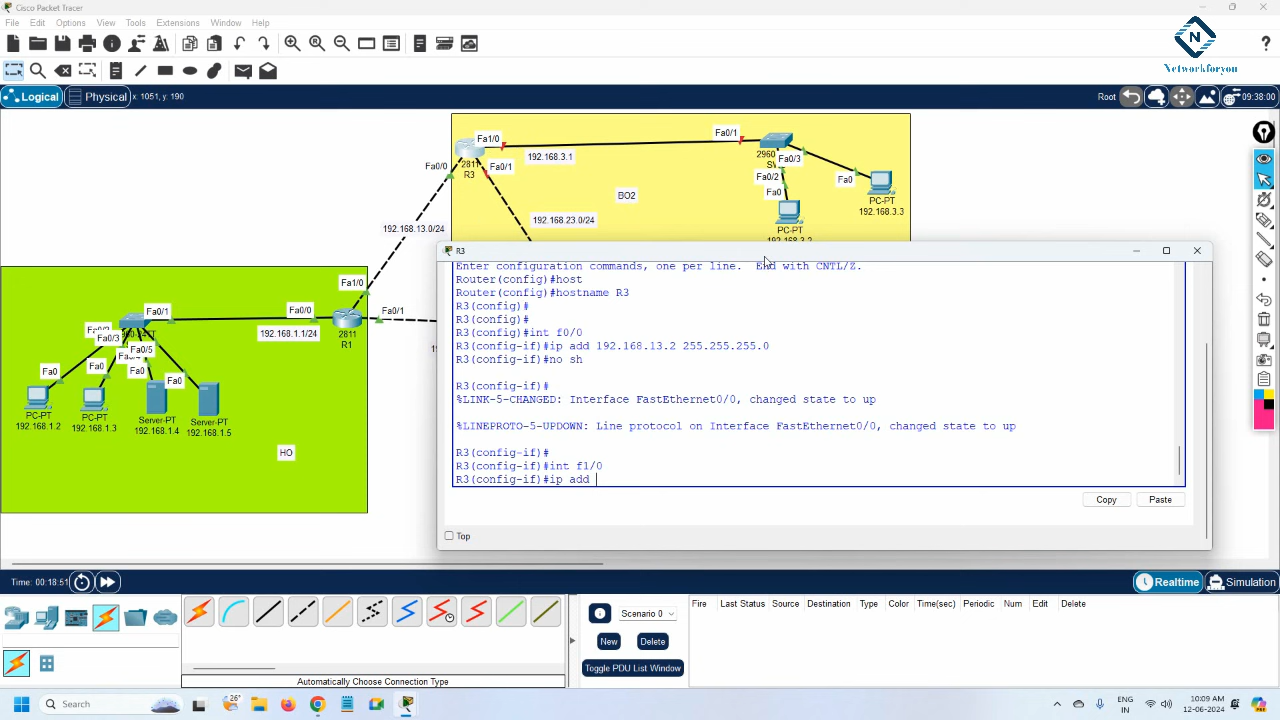 Cisco Packet Tracer
File Edit Options View Tools Extensions Window Help
N
Networkforyon
Logical Physical x: 1051, y: 190 Root 09:38:00
Fa1/0
Fa0/1
Fa0/0
2811
R3
Fa0/1
192.168.3.1
2960
Fa0/3
Fa0/2
Fa0
Fa0
PC-PT
192.168.3.3
BO2
192.168.23.0/24
PC-PT
192.168.13.0/24
Fa1/0
Fa0/1
Fa0/0
Fa0/1
192.168.1.1/24
2811
R1
Fa0/3
Fa0/5
Fa0
Fa0
Fa0
Fa0
PC-PT
192.168.1.2
PC-PT
192.168.1.3
Server-PT
192.168.1.4
Server-PT
192.168.1.5
HO
R3
Enter configuration commands, one per line. End with CNTL/Z.
Router(config)#host
Router(config)#hostname R3
R3(config)#
R3(config)#
R3(config)#int f0/0
R3(config-if)#ip add 192.168.13.2 255.255.255.0
R3(config-if)#no sh
R3(config-if)#
%LINK-5-CHANGED: Interface FastEthernet0/0, changed state to up
%LINEPROTO-5-UPDOWN: Line protocol on Interface FastEthernet0/0, changed state to up
R3(config-if)#
R3(config-if)#int f1/0
R3(config-if)#ip add
Copy Paste
Top
Time: 00:18:51 Realtime Simulation
Scenario 0
New Delete
Toggle PDU List Window
Fire Last Status Source Destination Type Color Time(sec) Periodic Num Edit Delete
Automatically Choose Connection Type
Search
26°
ENG
IN
10:09 AM
12-06-2024